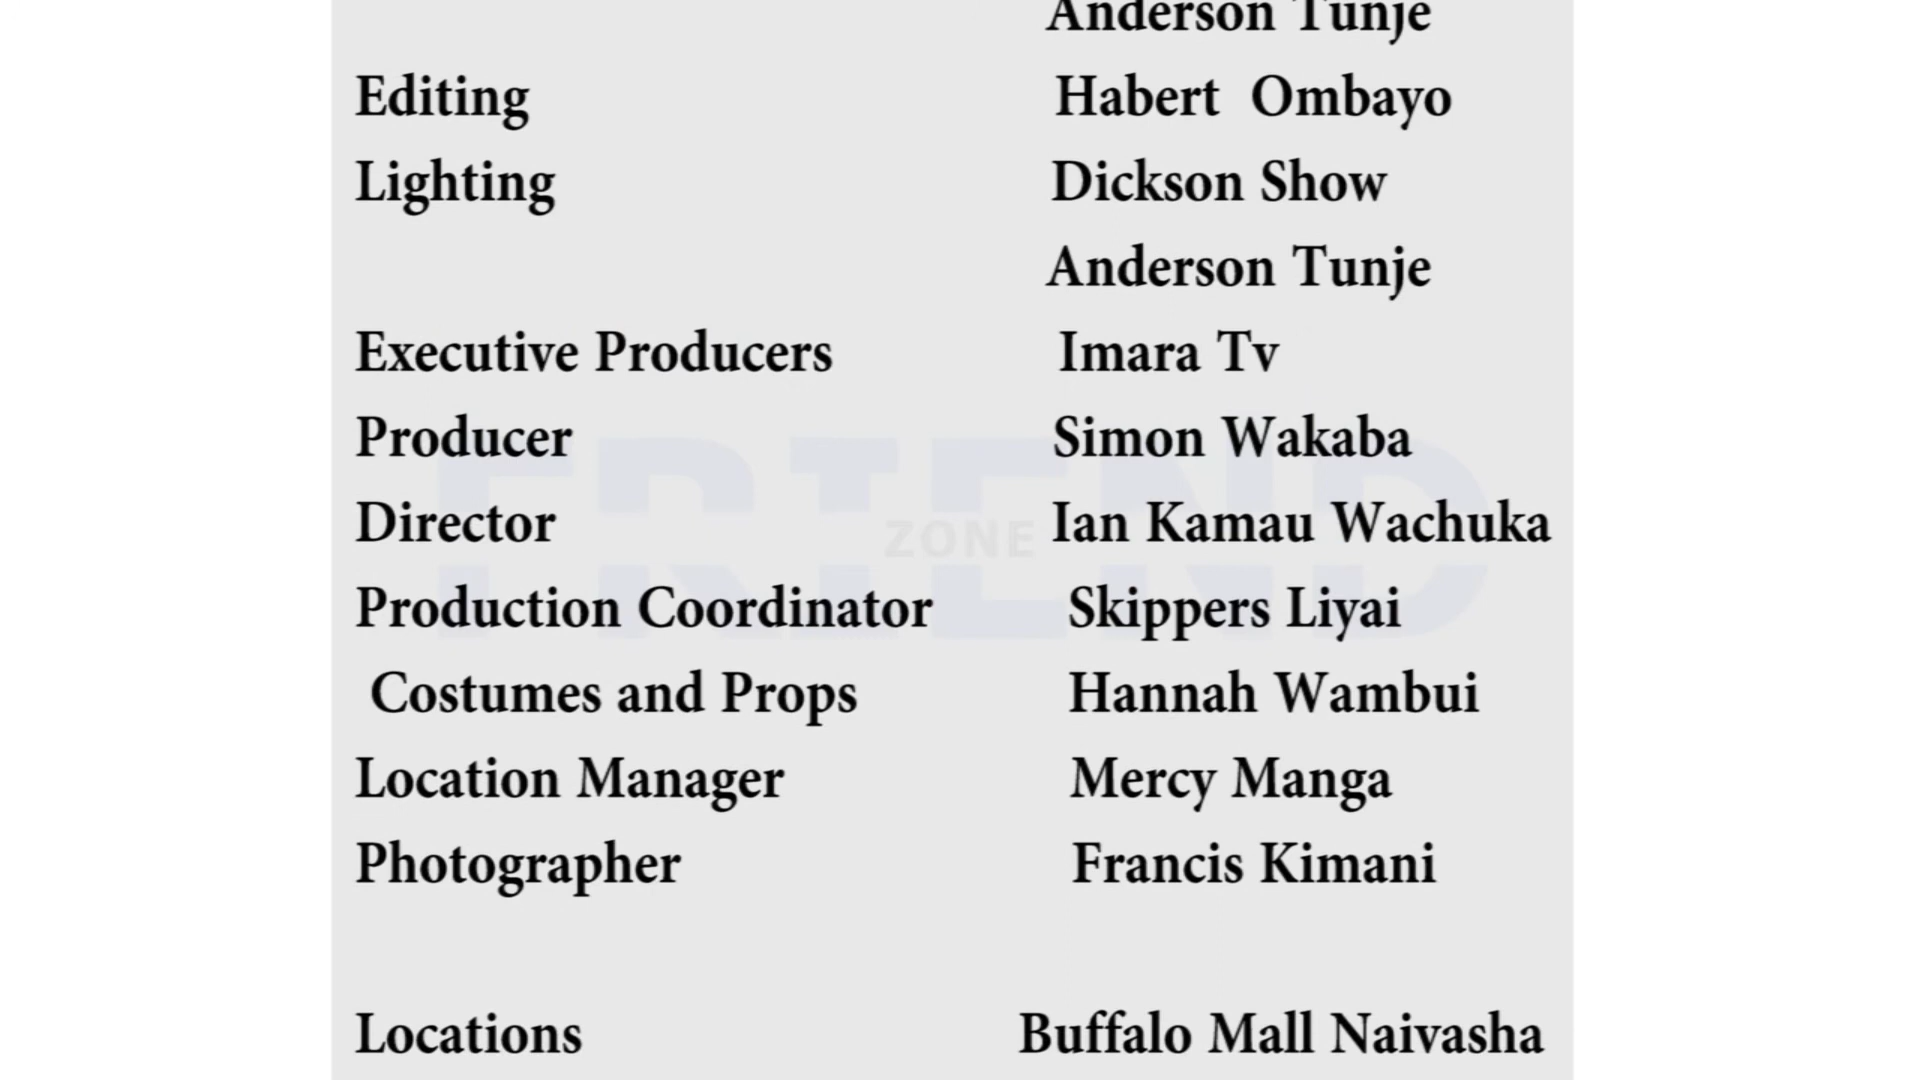 Anderson Tunje
Editing Habert Ombayo
Lighting Dickson Show
Anderson Tunje
Executive Producers Imara Tv
Producer Simon Wakaba
FRIEND
Director Ian Kamau Wachuka
ZONE
Production Coordinator Skippers Liyai
Costumes and Props Hannah Wambui
Location Manager Mercy Manga
Photographer Francis Kimani
Locations Buffalo Mall Naivasha